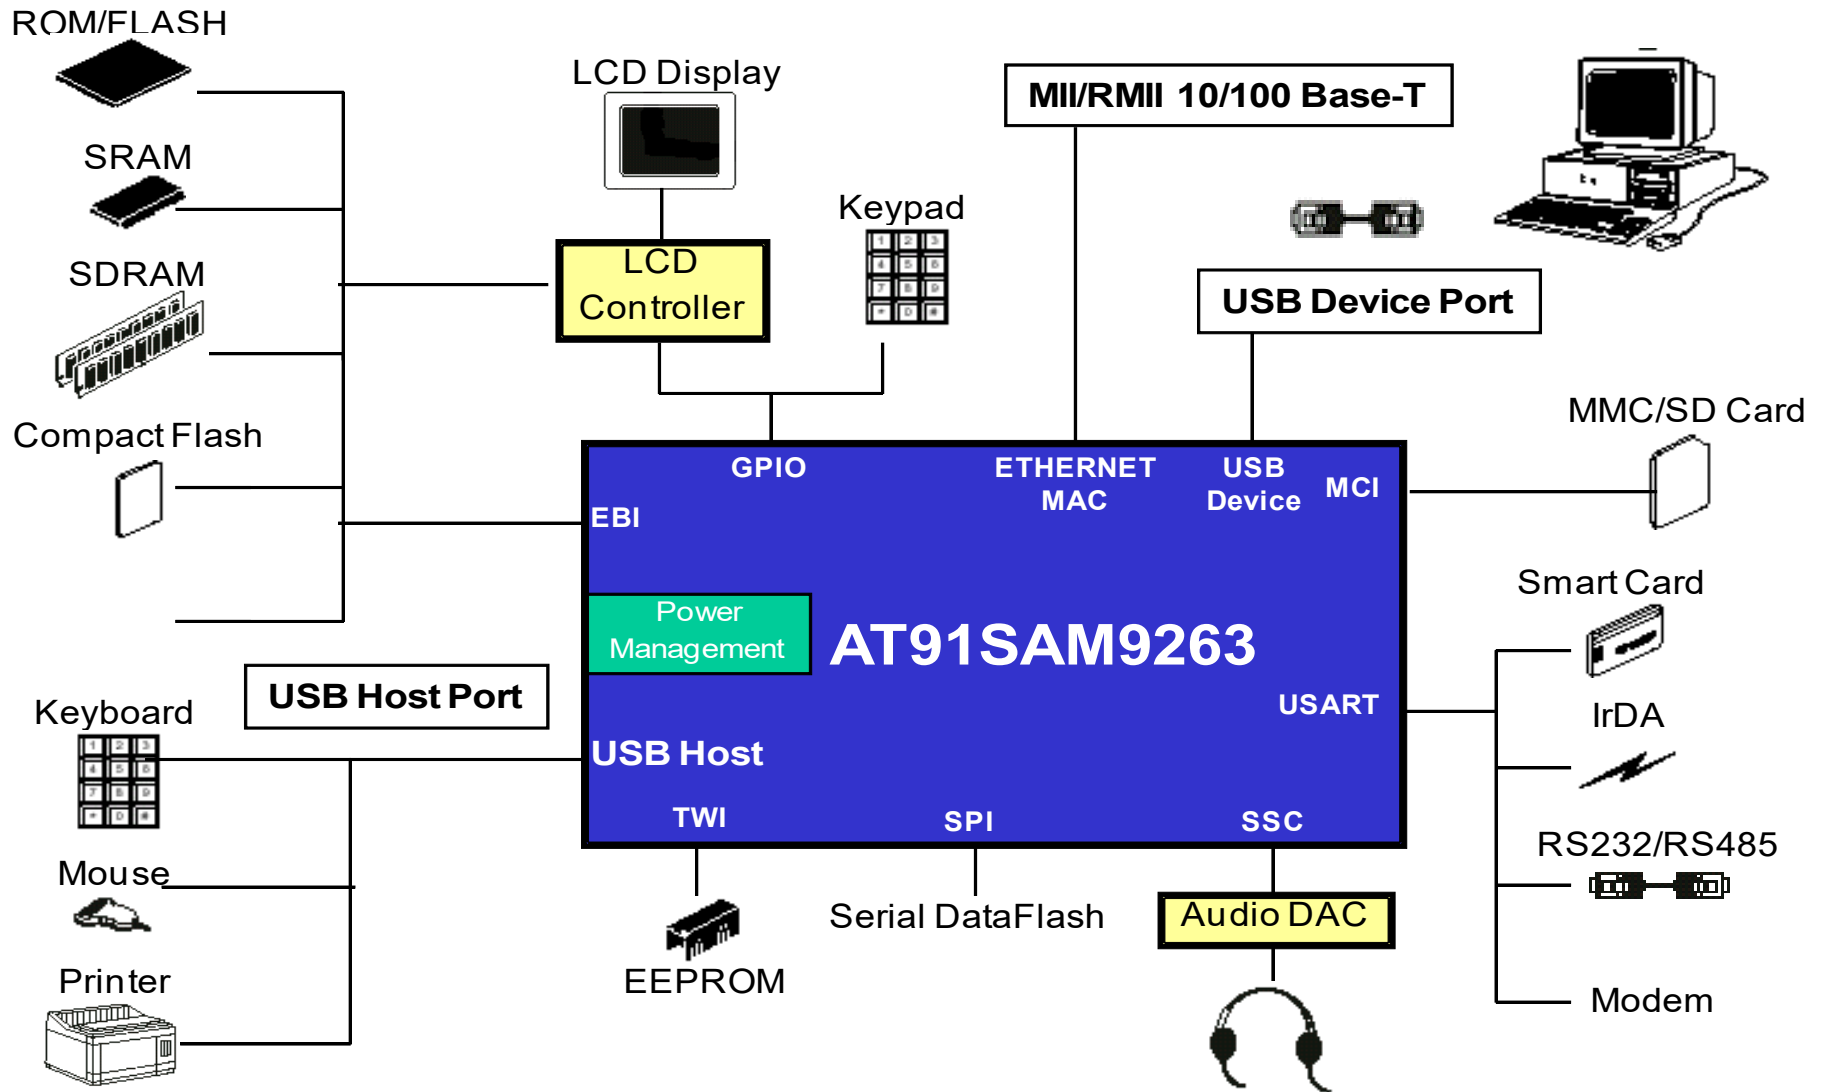 ROM/FLASH
LCD Display
MII/RMII 10/100 Base-T
SRAM
Keypad
SDRAM
LCD
Controller
USB Device Port
Compact Flash
MMC/SD Card
GPIO
ETHERNET
MAC
USB
Device
MCI
EBI
Smart Card
Power
Management
AT91SAM9263
USB Host Port
USART
Keyboard
IrDA
USB Host
TWI
SPI
SSC
RS232/RS485
Mouse
Serial DataFlash
Audio DAC
Printer
EEPROM
Modem